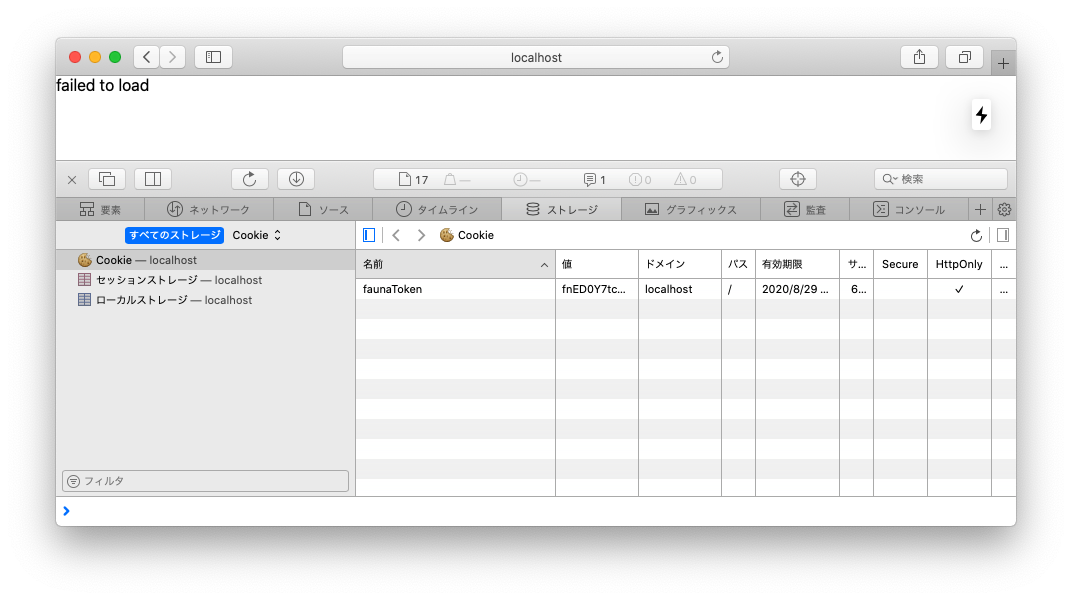 localhost
failed to load
17 — — 1 0 0 検索
要素 ネットワーク ソース タイムライン ストレージ グラフィックス 監査 コンソール
すべてのストレージ Cookie Cookie
Cookie — localhost
セッションストレージ — localhost
ローカルストレージ — localhost
フィルタ
名前 値 ドメイン パス 有効期限 サ... Secure HttpOnly ...
faunaToken fnED0Y7tc... localhost / 2020/8/29 ... 6... ✓ ...